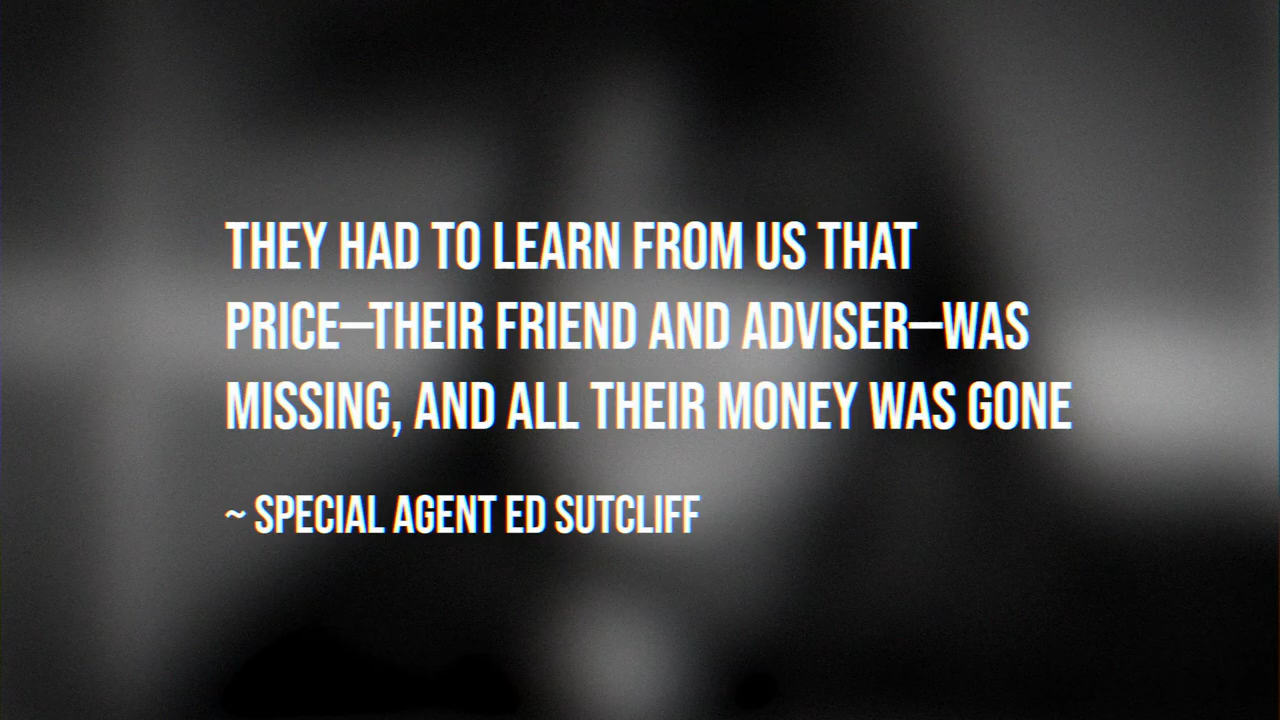 THEY HAD TO LEARN FROM US THAT
PRICE—THEIR FRIEND AND ADVISER—WAS
MISSING, AND ALL THEIR MONEY WAS GONE
~ SPECIAL AGENT ED SUTCLIFF